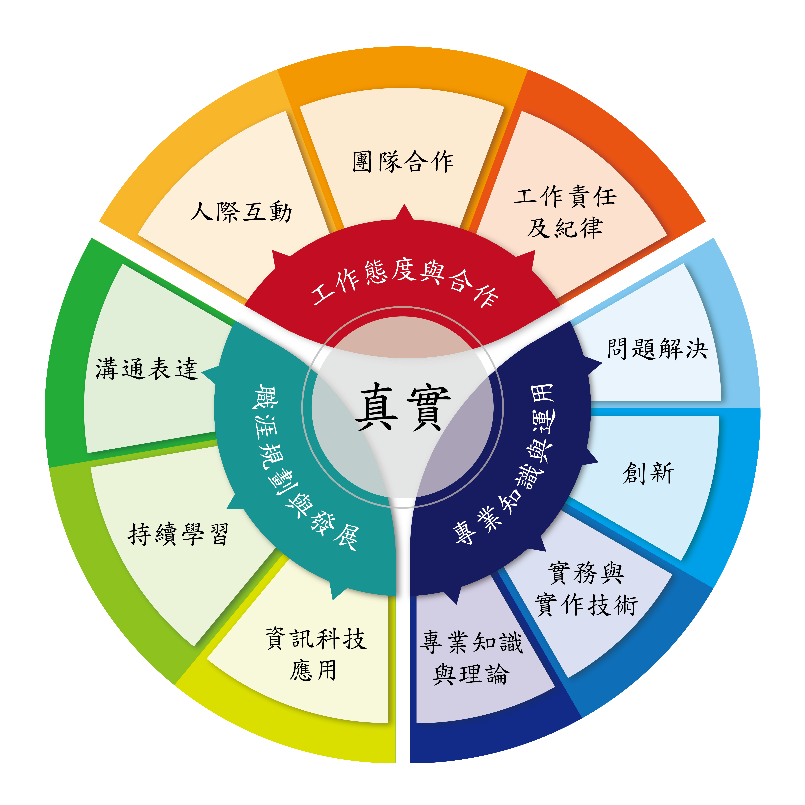 團隊合作
人際互動
工作責任
及紀律
工作態度與合作
溝通表達
問題解決
真實
職涯規劃與發展
專業知識與運用
創新
持續學習
實務與
實作技術
資訊科技
應用
專業知識
與理論